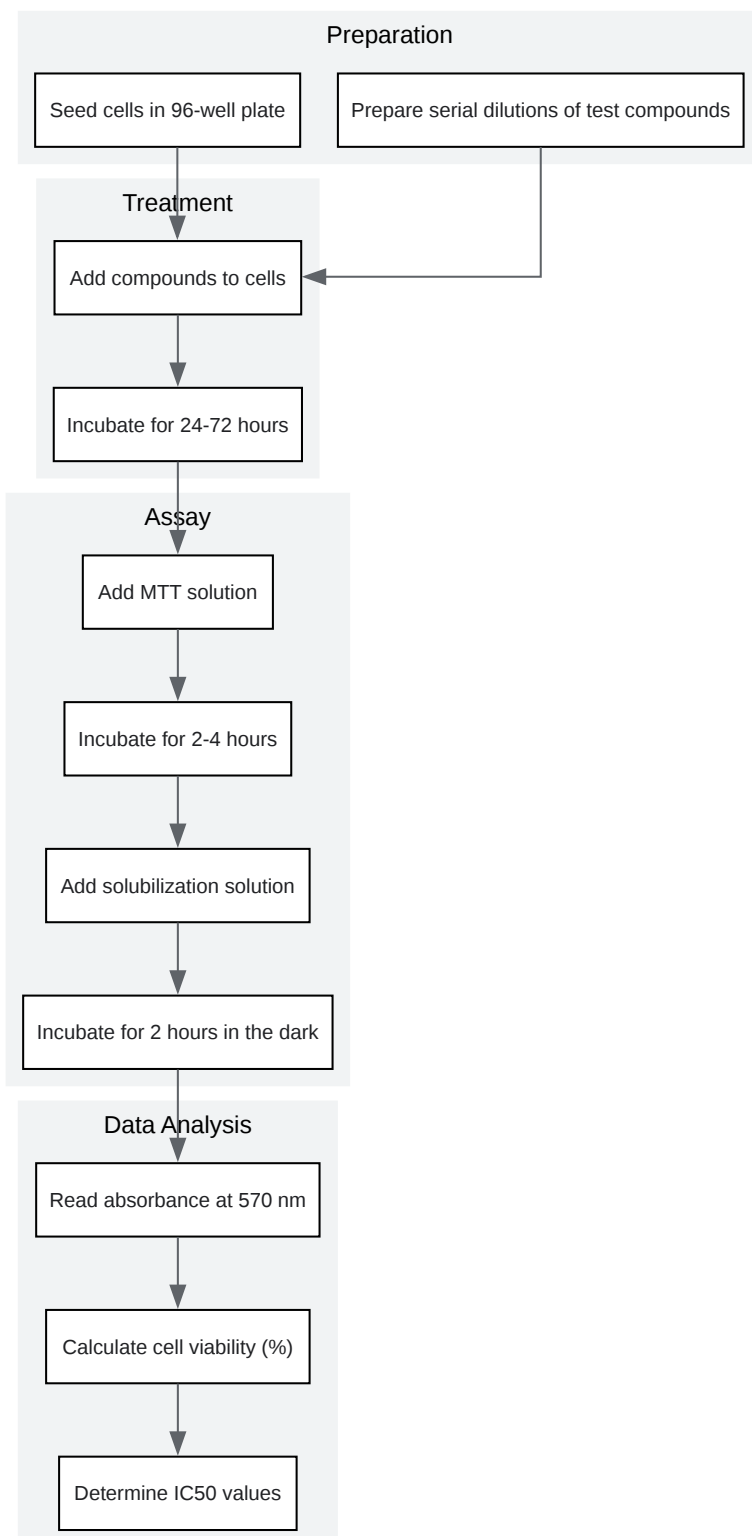 Preparation
Seed cells in 96-well plate
Prepare serial dilutions of test compounds
Treatment
Add compounds to cells
Incubate for 24-72 hours
Assay
Add MTT solution
Incubate for 2-4 hours
Add solubilization solution
Incubate for 2 hours in the dark
Data Analysis
Read absorbance at 570 nm
Calculate cell viability (%)
Determine IC50 values